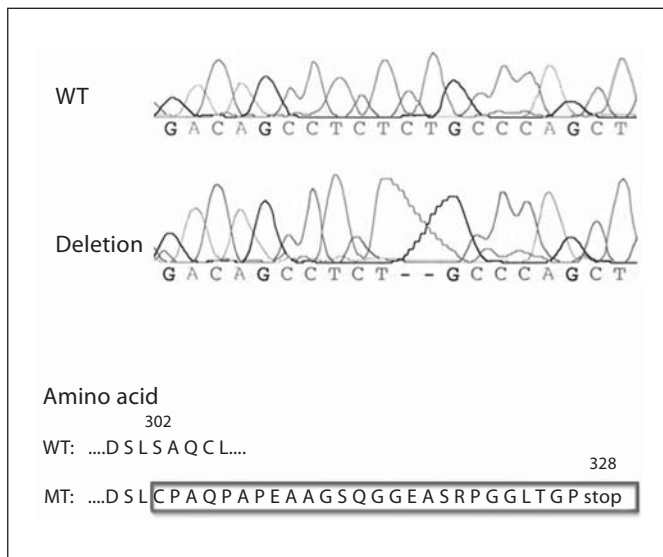 WT
G A C A G C C T C T C T G C C C A G C T
Deletion
G A C A G C C T C T - - G C C C A G C T
Amino acid
302
WT: ....D S L S A Q C L....
328
MT: ....D S L C P A Q P A P E A A G S Q G G E A S R P G G L T G P stop